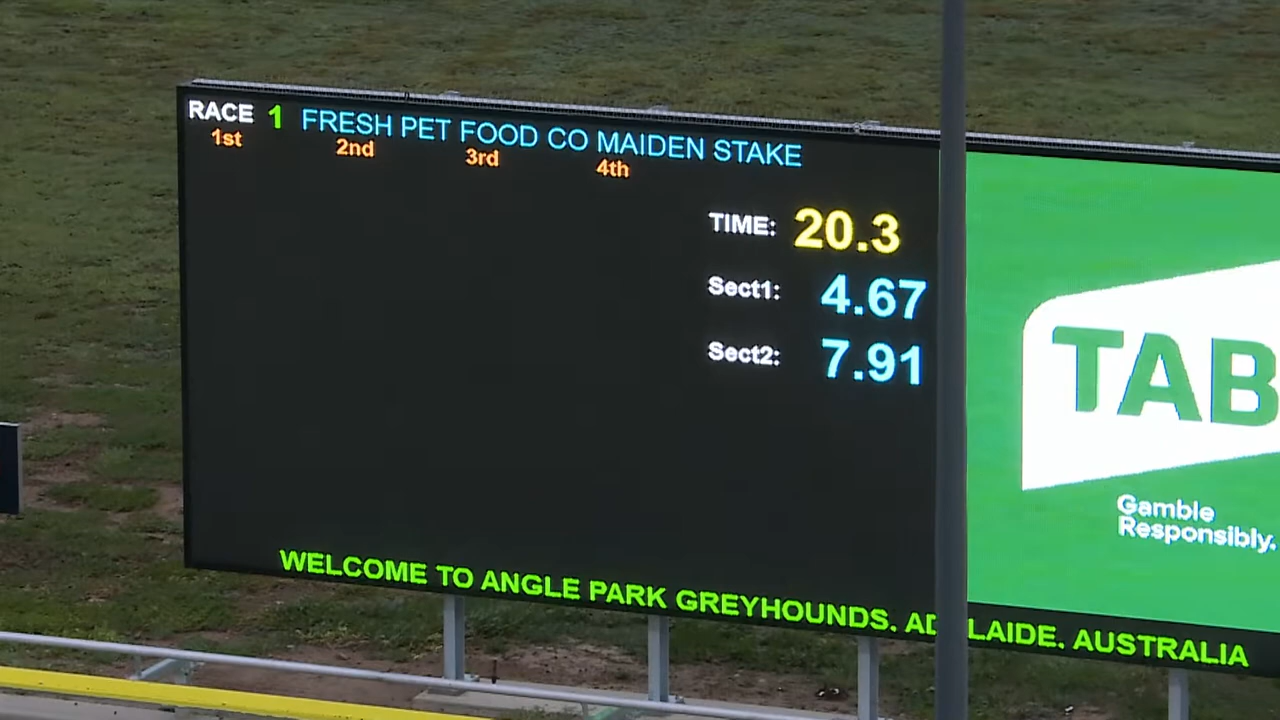 RACE 1 FRESH PET FOOD CO MAIDEN STAKE
1st 2nd 3rd 4th
TIME: 20.3
Sect1: 4.67
Sect2: 7.91
TAB
Gamble
Responsibly.
WELCOME TO ANGLE PARK GREYHOUNDS. ADELAIDE. AUSTRALIA